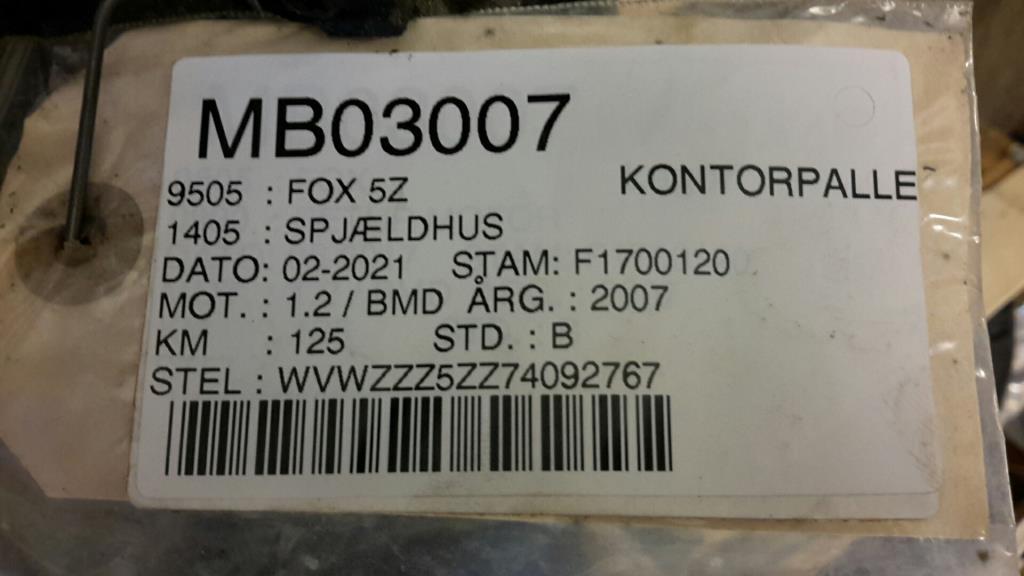 MB03007
9505 : FOX 5Z KONTORPALLE
1405 : SPJÆLDHUS
DATO: 02-2021 STAM: F1700120
MOT. : 1.2 / BMD ÅRG. : 2007
KM : 125 STD. : B
STEL : WVWZZZ5ZZ74092767